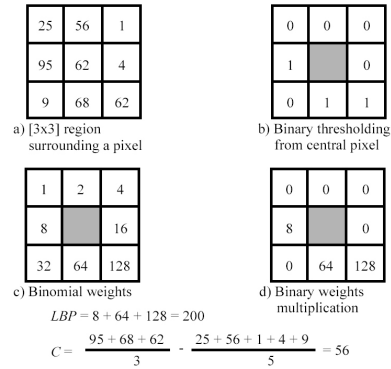 25 56 1
95 62 4
9 68 62
a) [3x3] region
surrounding a pixel
0 0 0
1 0
0 1 1
b) Binary thresholding
from central pixel
1 2 4
8 16
32 64 128
c) Binomial weights
0 0 0
8 0
0 64 128
d) Binary weights
multiplication
LBP = 8 + 64 + 128 = 200
95 + 68 + 62 25 + 56 + 1 + 4 + 9
C = - = 56
3 5